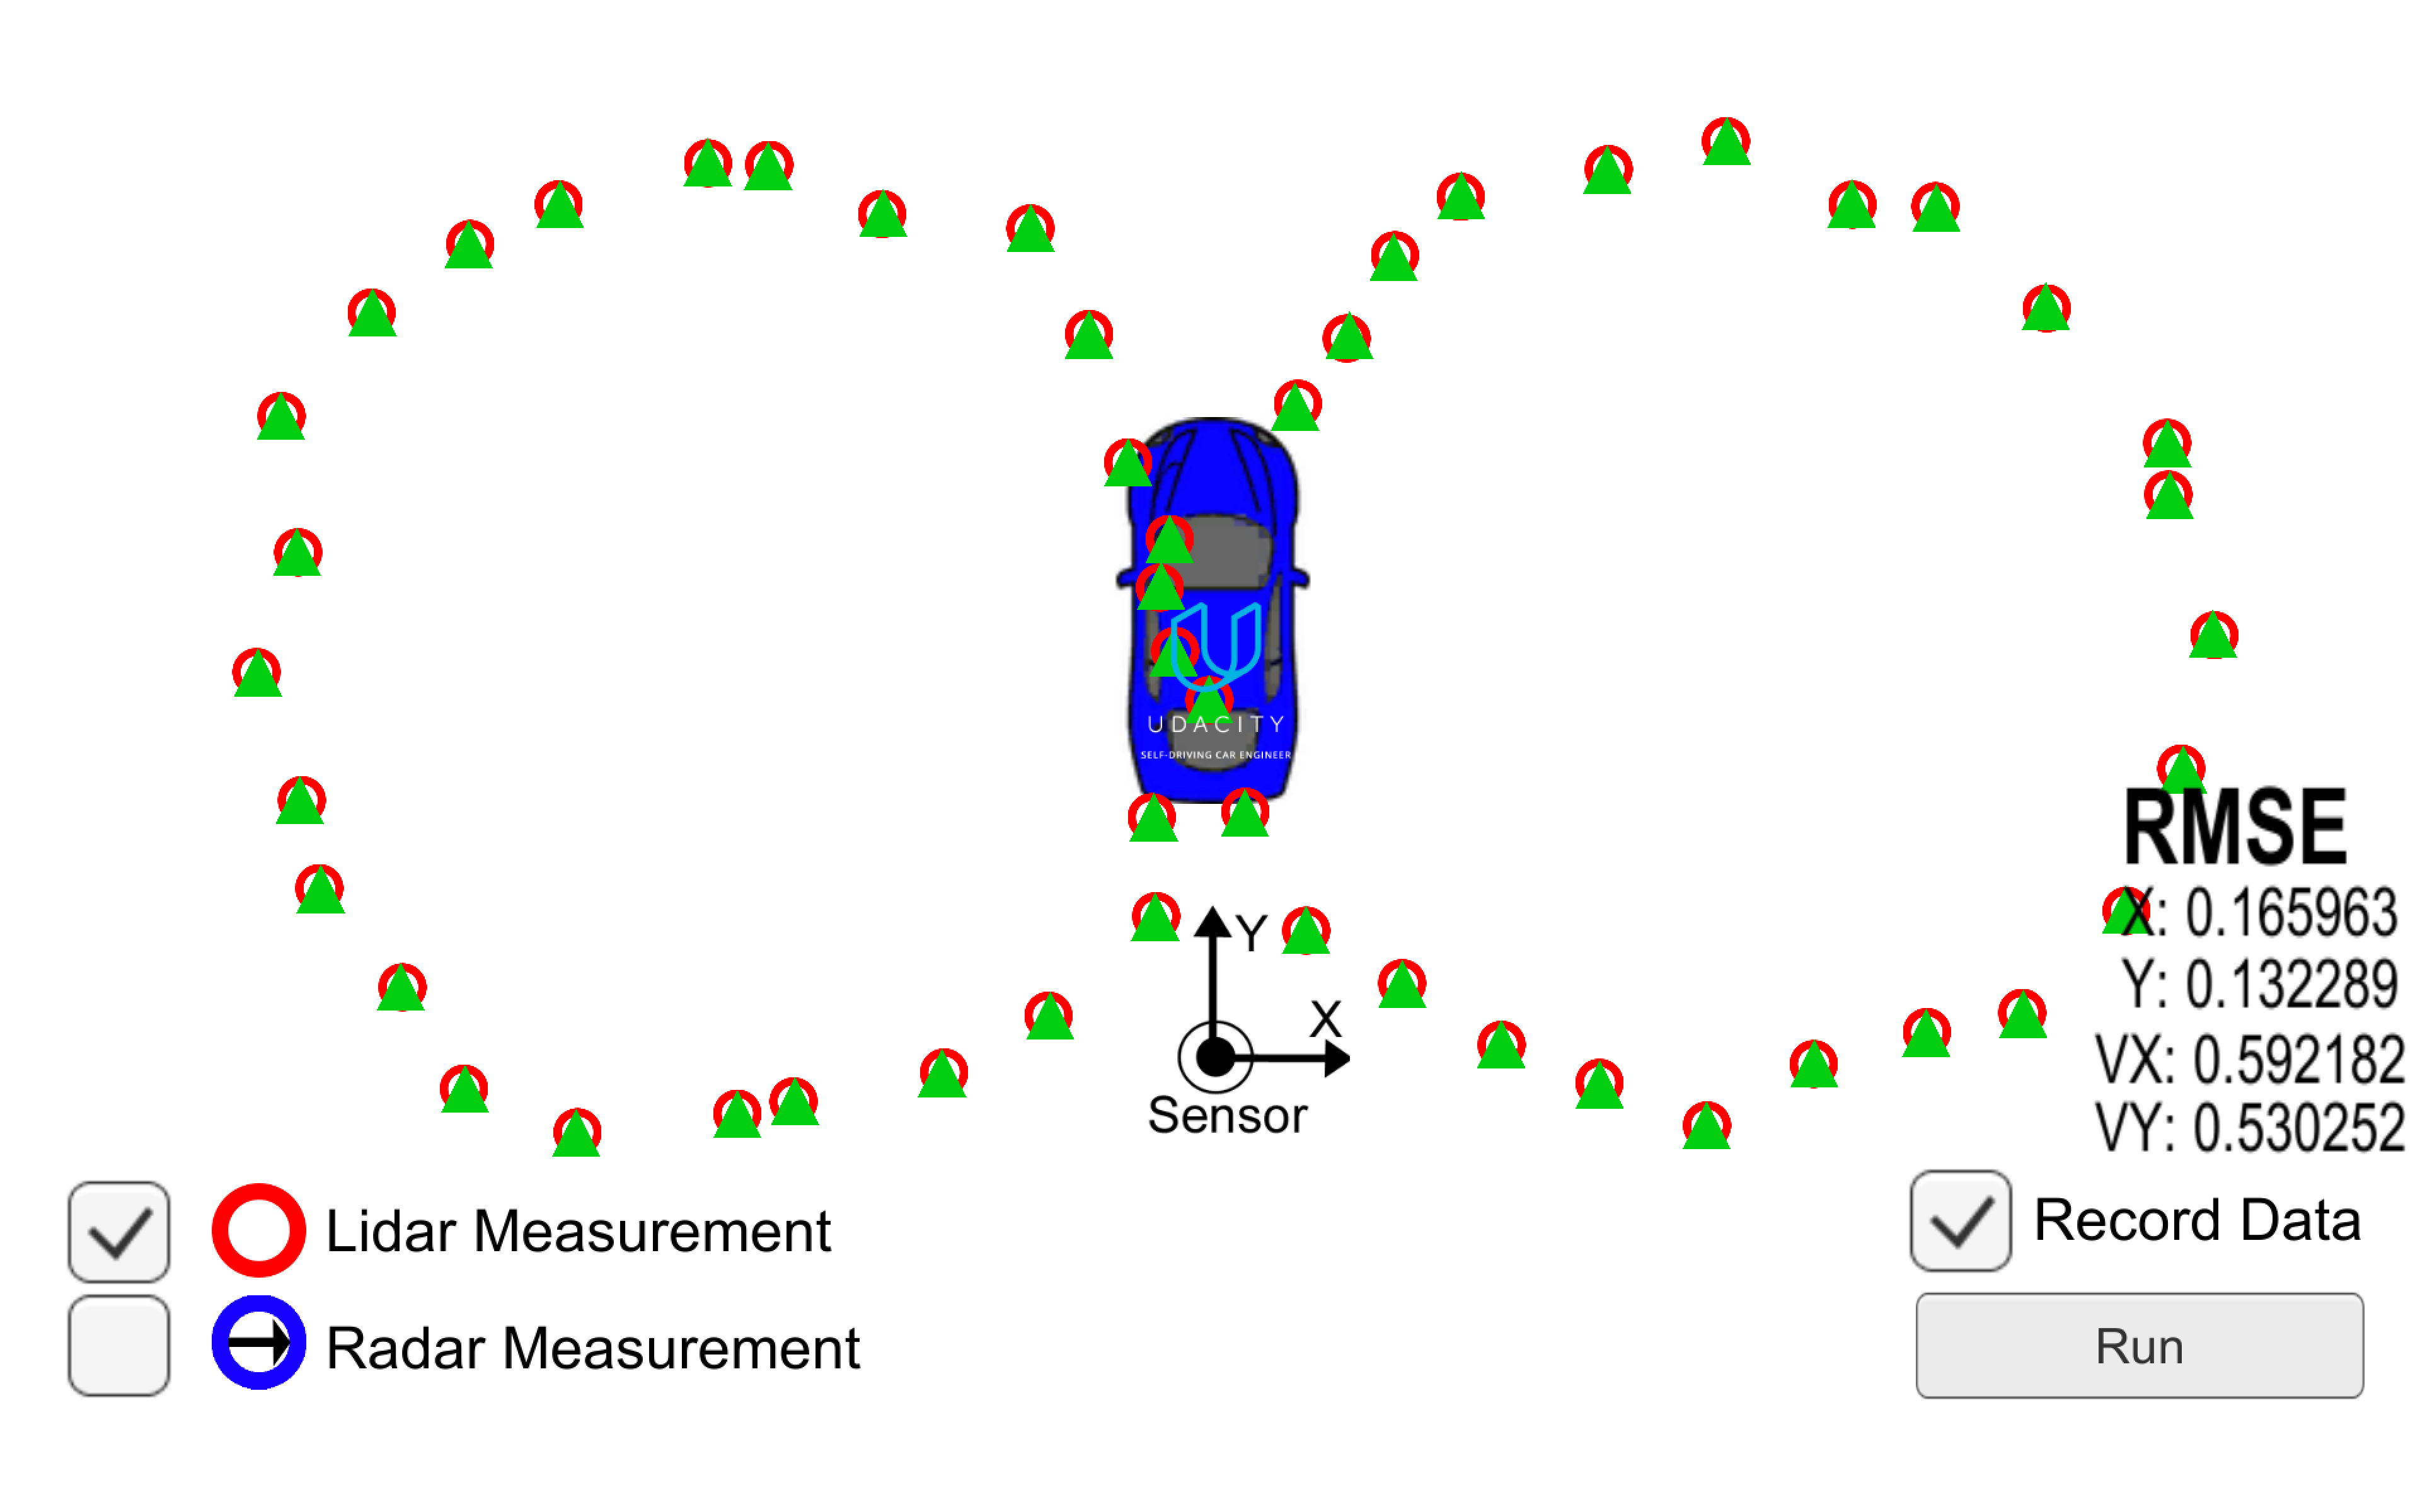 UDACITY
SELF-DRIVING CAR ENGINEER
RMSE
X: 0.165963
Y: 0.132289
VX: 0.592182
VY: 0.530252
Y
X
Sensor
Lidar Measurement
Radar Measurement
Record Data
Run